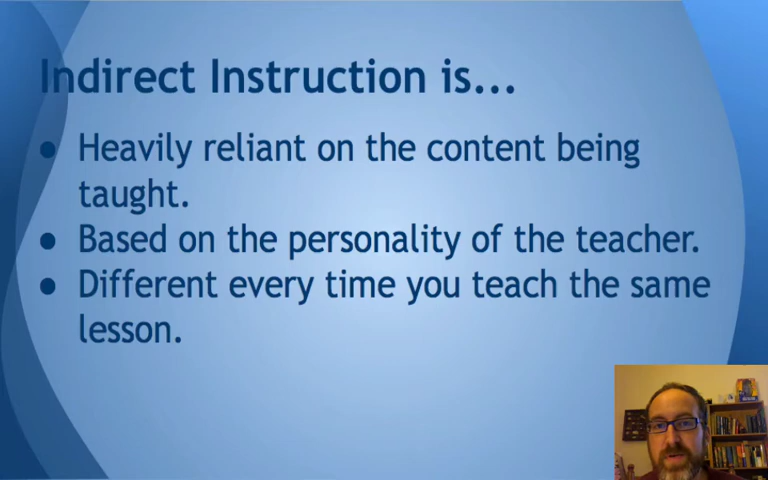 Indirect Instruction is...
● Heavily reliant on the content being
taught.
● Based on the personality of the teacher.
● Different every time you teach the same
lesson.